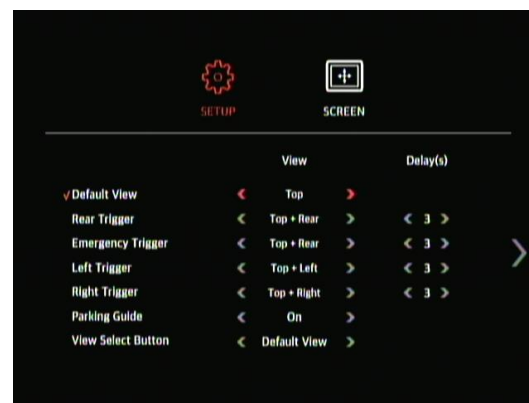 SETUP SCREEN
View Delay(s)
√ Default View < Top >
Rear Trigger < Top + Rear > < 3 >
Emergency Trigger < Top + Rear > < 3 >
Left Trigger < Top + Left > < 3 >
Right Trigger < Top + Right > < 3 >
Parking Guide < On >
View Select Button < Default View >